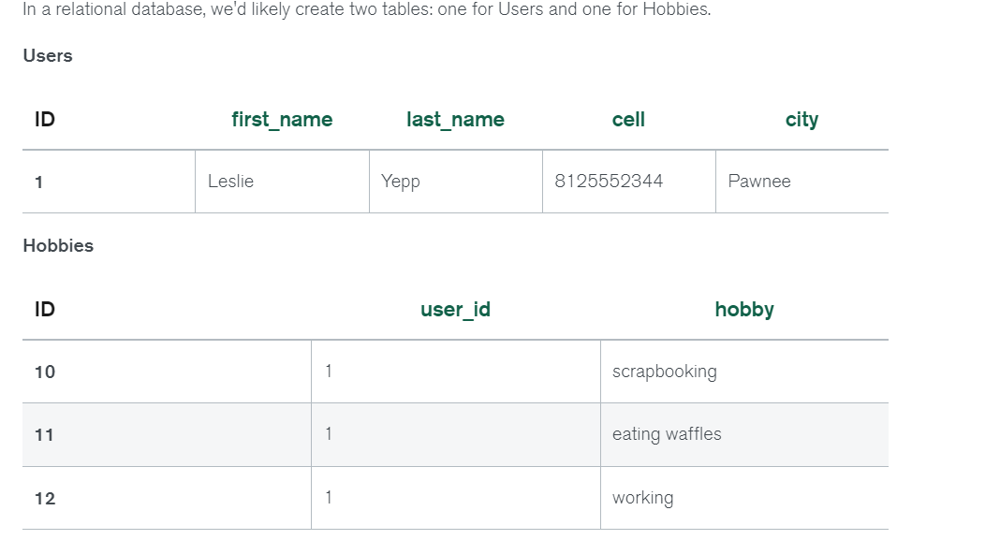 In a relational database, we'd likely create two tables: one for Users and one for Hobbies.
Users
ID first_name last_name cell city
1 Leslie Yepp 8125552344 Pawnee
Hobbies
ID user_id hobby
10 1 scrapbooking
11 1 eating waffles
12 1 working